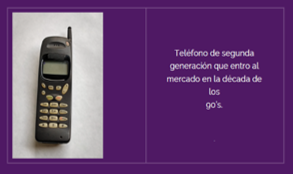 Teléfono de segunda
generación que entro al
mercado en la década de
los
90's.